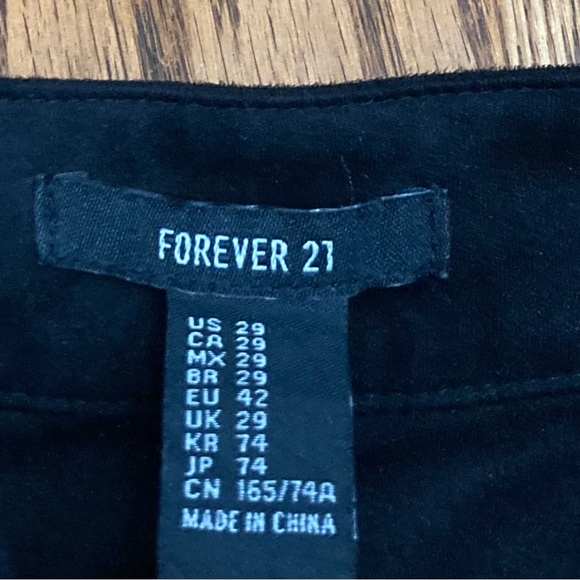 FOREVER 21
US 29
CA 29
MX 29
BR 29
EU 42
UK 29
KR 74
JP 74
CN 165/74A
MADE IN CHINA